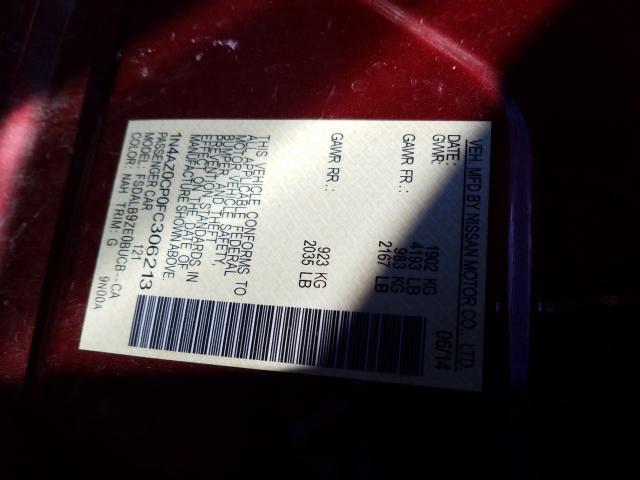 VEH. MFD BY NISSAN MOTOR CO., LTD.
DATE: 06/14
GVWR: 1902 KG
4193 LB
GAWR FR.: 983 KG
2167 LB
GAWR RR.: 923 KG
2035 LB
THIS VEHICLE CONFORMS TO
ALL APPLICABLE FEDERAL
MOTOR VEHICLE SAFETY,
BUMPER, AND THEFT
PREVENTION STANDARDS IN
EFFECT ON THE DATE OF
MANUFACTURE SHOWN ABOVE.
1N4AZ0CP0FC306213
PASSENGER CAR 121
MODEL: FSDALB9ZE0BUGB--CA
COLOR: NAH TRIM: G 9N00A